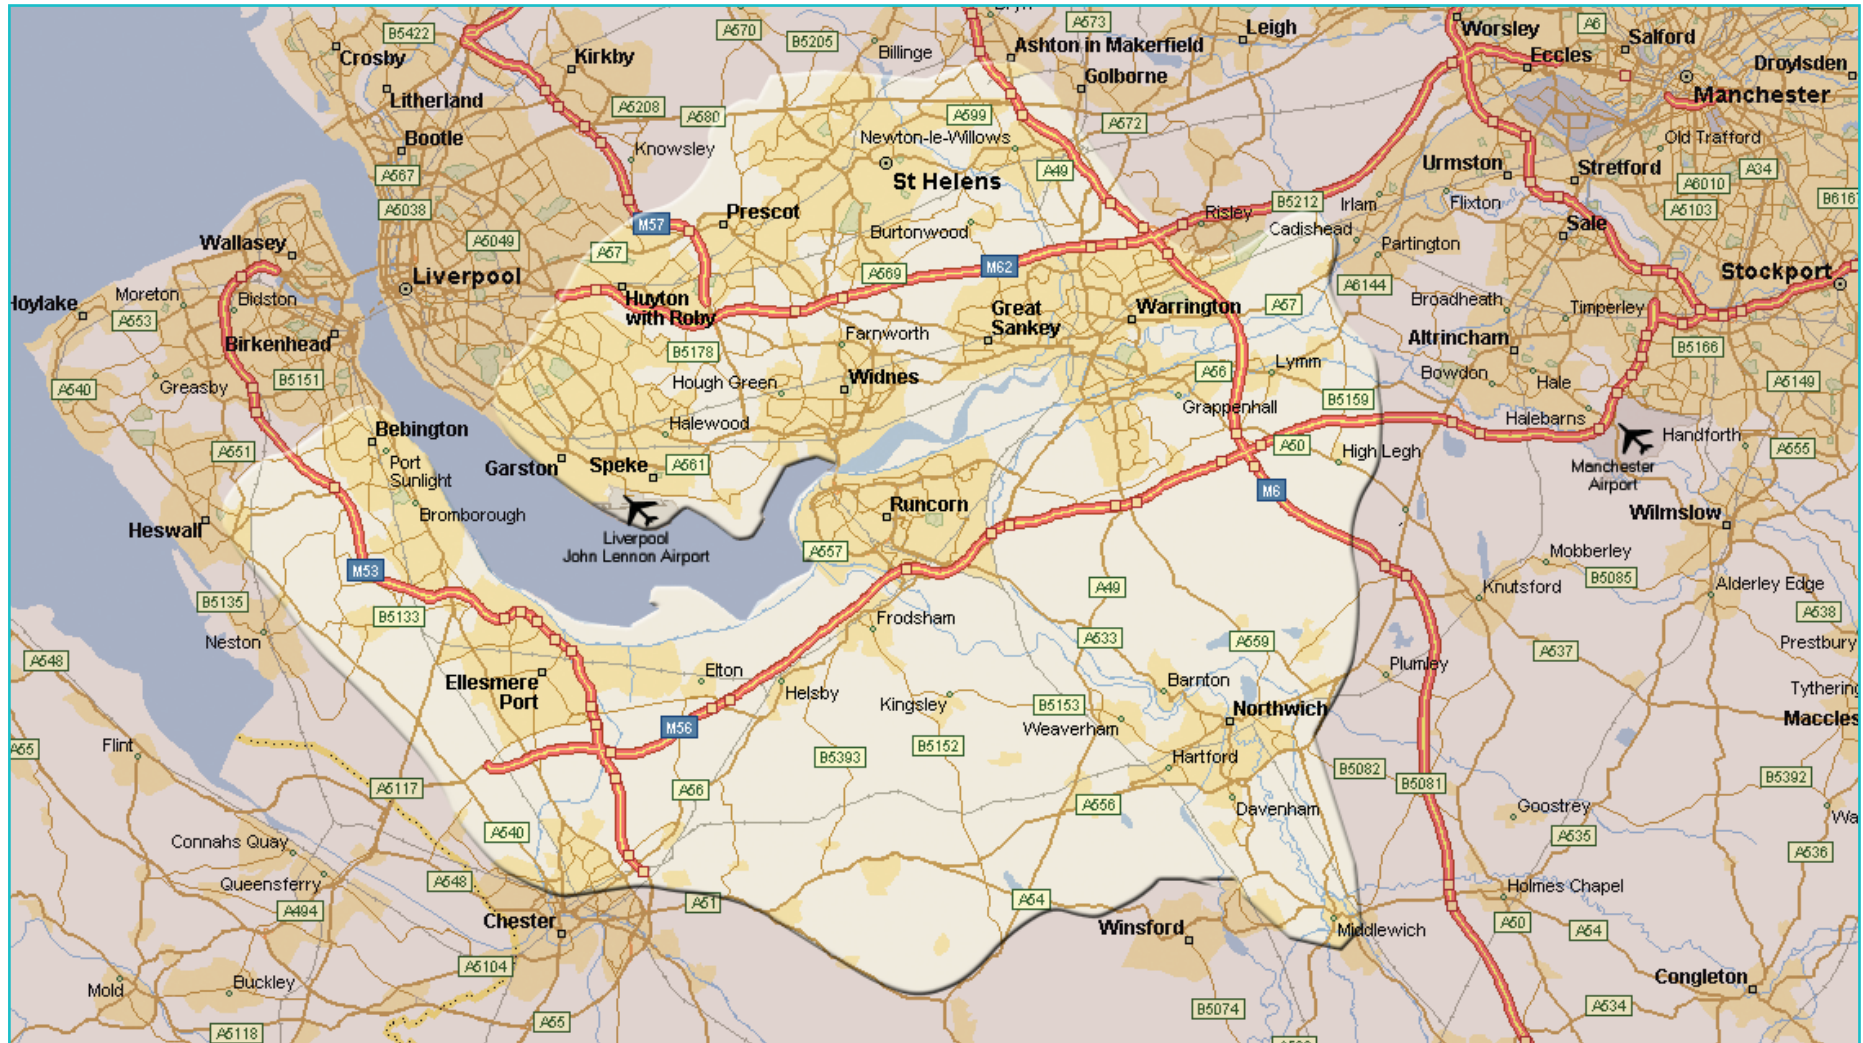 B5422
A570
B5205
Billinge
A573
Leigh
Ashton in Makerfield
Golborne
Worsley
A6
Salford
Eccles
Droylsden
Manchester
Crosby
Kirkby
Litherland
A5208
A580
A599
A572
Bootle
Newton-le-Willows
Old Trafford
Knowsley
A567
St Helens
A49
Urmston
Stretford
A34
A6010
Flixton
A5103
B6167
A5038
M57
Prescot
B5212
Irlam
Risley
Cadishead
Sale
Burtonwood
Partington
Wallasey
A5049
A57
A569
M62
Stockport
Liverpool
A6144
Hoylake
Moreton
Bidston
A553
Huyton
with Roby
Great
Sankey
Warrington
A57
Broadheath
Timperley
Farnworth
Birkenhead
B5178
Altrincham
B5166
Lymm
B5151
A540
Greasby
Hough Green
Widnes
A56
Bowdon
Hale
A5149
Grappenhall
B5159
Halewood
Halebarns
Bebington
A551
Port
Sunlight
Garston
Speke
A561
A50
High Legh
Handforth
A555
Manchester
Airport
M6
Bromborough
Heswall
Runcorn
Wilmslow
Liverpool
John Lennon Airport
A557
Mobberley
M53
B5085
Knutsford
Alderley Edge
A49
B5135
B5133
Frodsham
A538
Neston
A533
A559
Prestbury
A537
A548
Elton
Plumley
Ellesmere
Port
Helsby
Barnton
Kingsley
B5153
Northwich
Tythering
Weaverham
Maccles
M56
Flint
A55
B5152
B5393
Hartford
B5082
B5081
B5392
A5117
A56
A556
Davenham
Goostrey
Wa
A540
A535
Connahs Quay
A536
Queensferry
A548
Holmes Chapel
A494
A51
A54
Chester
Winsford
Middlewich
A50
A54
A5104
Congleton
Mold
Buckley
B5074
A534
A5118
A55